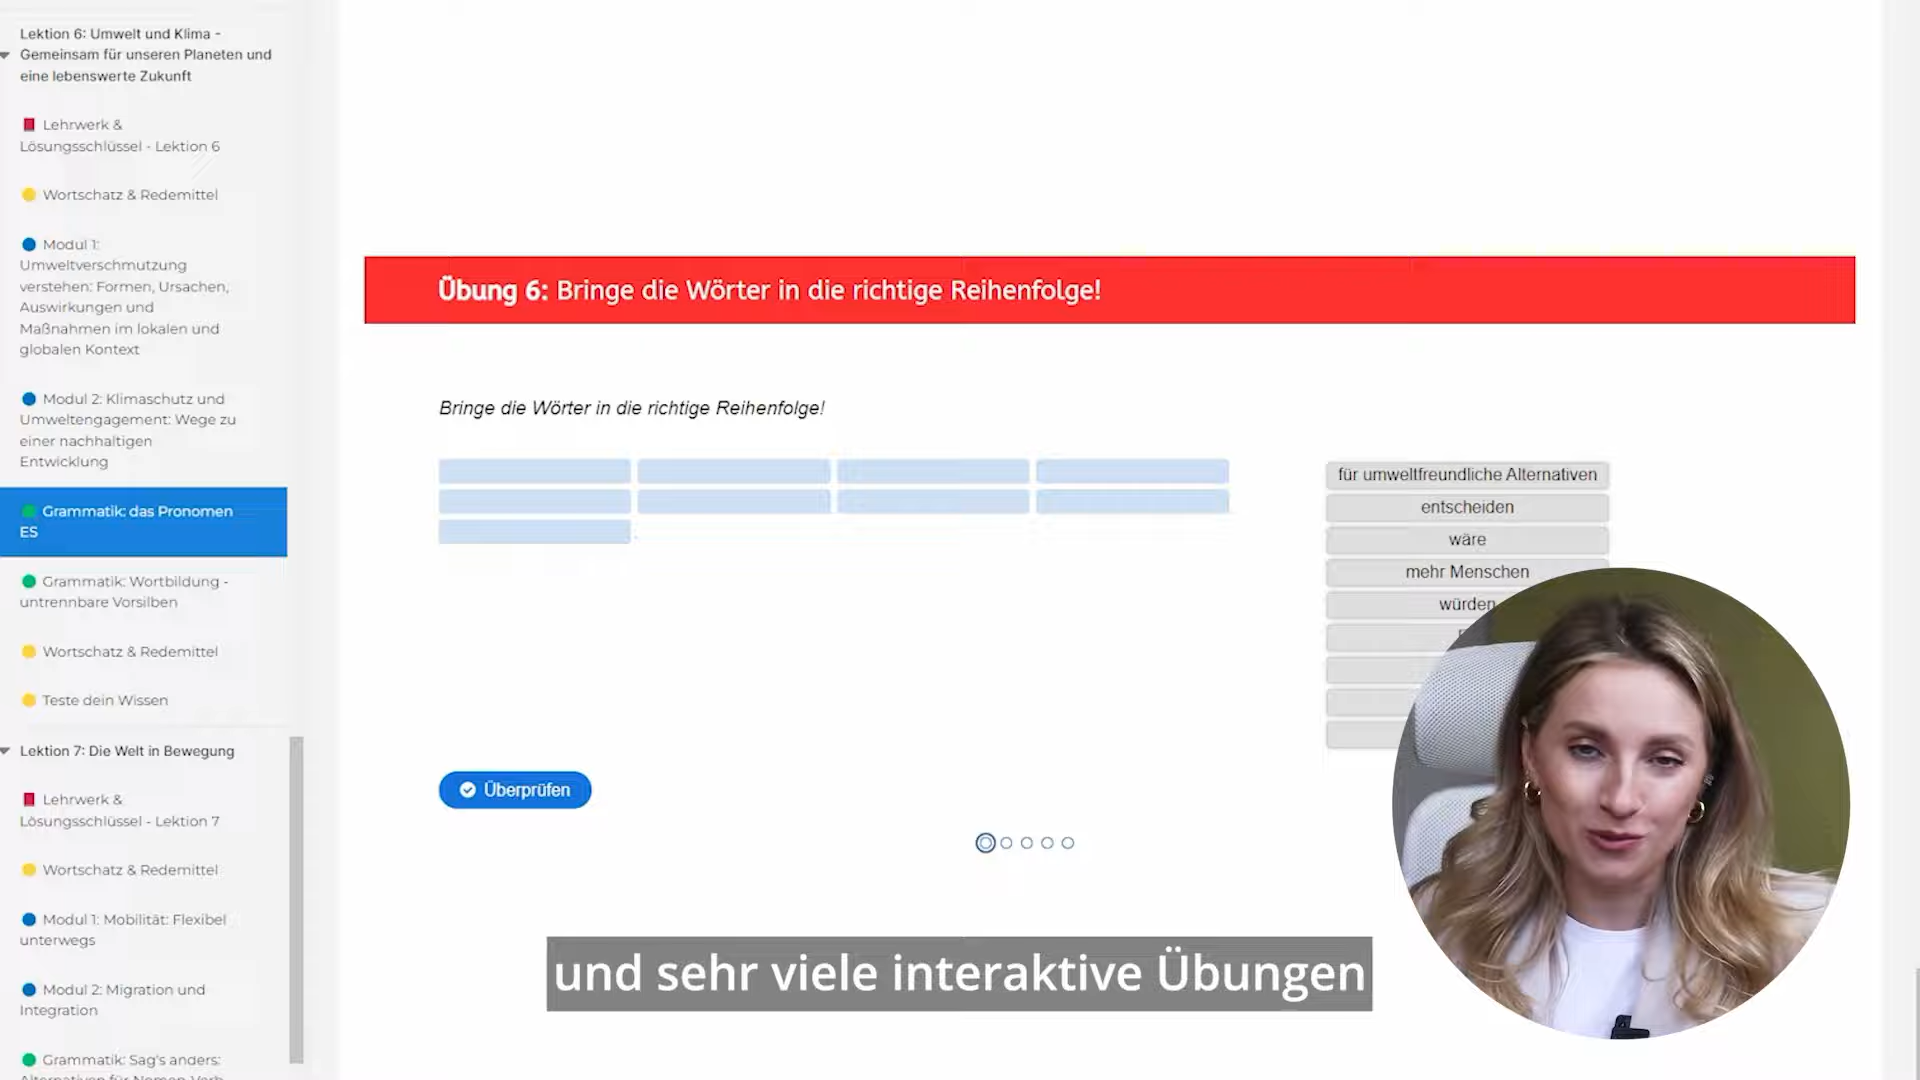 Lektion 6: Umwelt und Klima -
Gemeinsam für unseren Planeten und
eine lebenswerte Zukunft
Lehrwerk &
Lösungsschlüssel - Lektion 6
Wortschatz & Redemittel
Modul 1:
Umweltverschmutzung
verstehen: Formen, Ursachen,
Auswirkungen und
Maßnahmen im lokalen und
globalen Kontext
Modul 2: Klimaschutz und
Umweltengagement: Wege zu
einer nachhaltigen
Entwicklung
Grammatik: das Pronomen
ES
Grammatik: Wortbildung -
untrennbare Vorsilben
Wortschatz & Redemittel
Teste dein Wissen
Lektion 7: Die Welt in Bewegung
Lehrwerk &
Lösungsschlüssel - Lektion 7
Wortschatz & Redemittel
Modul 1: Mobilität: Flexibel
unterwegs
Modul 2: Migration und
Integration
Grammatik: Sag's anders:
Alternativen für Nomen-Verb-
Übung 6: Bringe die Wörter in die richtige Reihenfolge!
Bringe die Wörter in die richtige Reihenfolge!
für umweltfreundliche Alternativen
entscheiden
wäre
mehr Menschen
würden
Überprüfen
und sehr viele interaktive Übungen